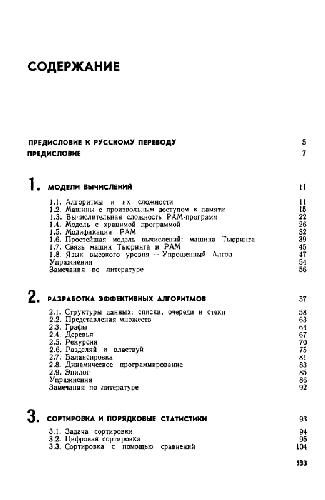 СОДЕРЖАНИЕ
ПРЕДИСЛОВИЕ К РУССКОМУ ПЕРЕВОДУ 5
ПРЕДИСЛОВИЕ 7
1. МОДЕЛИ ВЫЧИСЛЕНИЙ 11
1.1. Алгоритмы и их сложности 11
1.2. Машины с произвольным доступом к памяти 15
1.3. Вычислительная сложность РАМ-программ 22
1.4. Модель с хранимой программой 26
1.5. Модификации РАМ 32
1.6. Простейшая модель вычислений: машина Тьюринга 39
1.7. Связь машин Тьюринга и РАМ 45
1.8. Язык высокого уровня — Упрощенный Алгол 47
Упражнения 54
Замечания по литературе 56
2. РАЗРАБОТКА ЭФФЕКТИВНЫХ АЛГОРИТМОВ 57
2.1. Структуры данных: списки, очереди и стеки 58
2.2. Представления множеств 63
2.3. Графы 64
2.4. Деревья 67
2.5. Рекурсия 70
2.6. Разделяй и властвуй 75
2.7. Балансировка 81
2.8. Динамическое программирование 83
2.9. Эпилог 85
Упражнения 86
Замечания по литературе 92
3. СОРТИРОВКА И ПОРЯДКОВЫЕ СТАТИСТИКИ 93
3.1. Задача сортировки 94
3.2. Цифровая сортировка 95
3.3. Сортировка с помощью сравнений 104
533